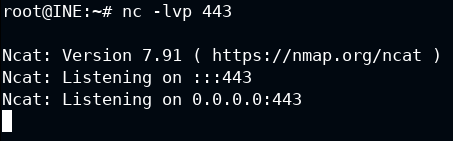 root@INE:~# nc -lvp 443
Ncat: Version 7.91 ( https://nmap.org/ncat )
Ncat: Listening on :::443
Ncat: Listening on 0.0.0.0:443